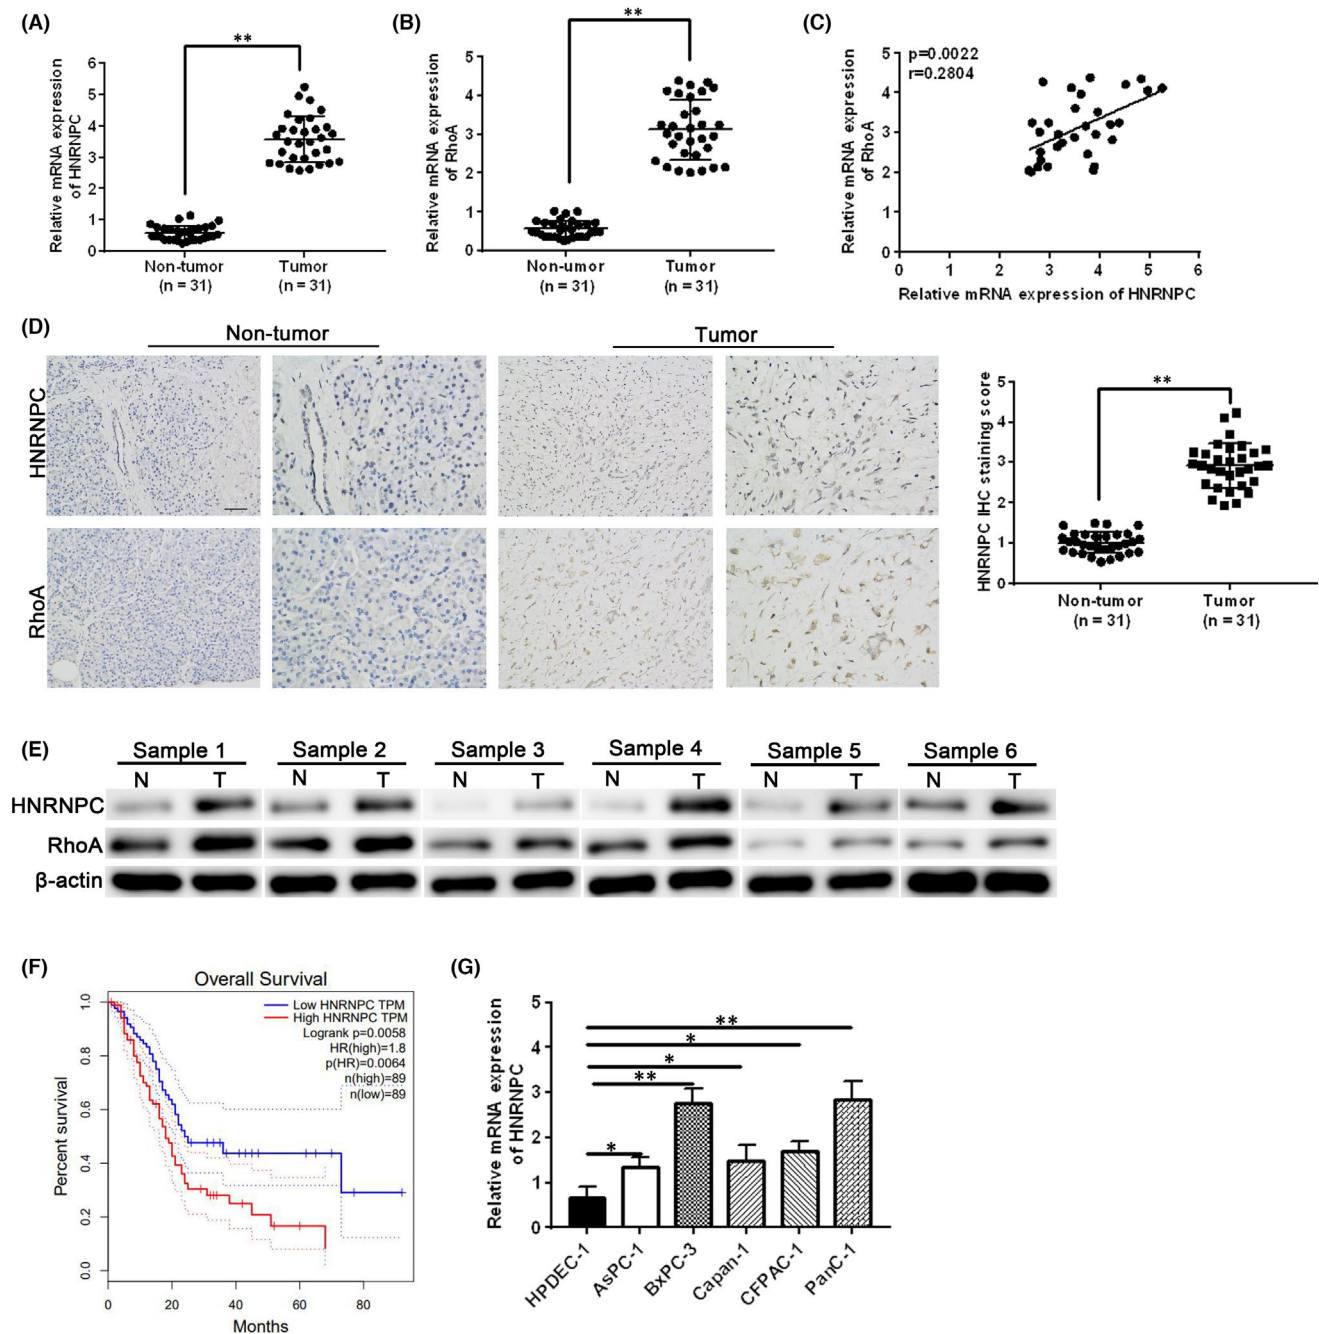 (A)
**
Relative mRNA expression
of HNRNPC
6
5
4
3
2
1
0
Non-tumor
(n = 31)
Tumor
(n = 31)
(B)
**
Relative mRNA expression
of RhoA
5
4
3
2
1
0
Non-umor
(n = 31)
Tumor
(n = 31)
(C)
p=0.0022
r=0.2804
Relative mRNA expression
of RhoA
5
4
3
2
1
0
0 1 2 3 4 5 6
Relative mRNA expression of HNRNPC
(D)
Non-tumor
Tumor
HNRNPC
RhoA
**
HNRNPC IHC staining score
5
4
3
2
1
0
Non-tumor
(n = 31)
Tumor
(n = 31)
(E)
Sample 1 Sample 2 Sample 3 Sample 4 Sample 5 Sample 6
N T N T N T N T N T N T
HNRNPC
RhoA
β-actin
(F)
Overall Survival
Low HNRNPC TPM
High HNRNPC TPM
Logrank p=0.0058
HR(high)=1.8
p(HR)=0.0064
n(high)=89
n(low)=89
Percent survival
1.0
0.8
0.6
0.4
0.2
0.0
0 20 40 60 80
Months
(G)
Relative mRNA expression
of HNRNPC
5
4
3
2
1
0
**
*
*
**
*
HPDEC-1
AsPC-1
BxPC-3
Capan-1
CFPAC-1
PanC-1